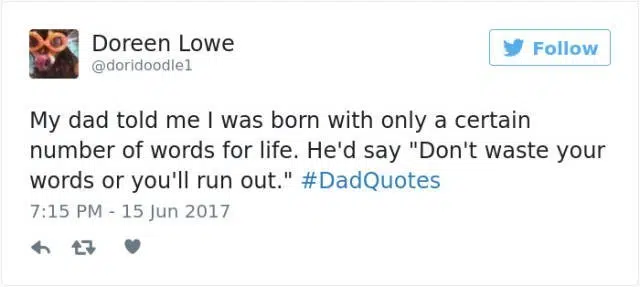 Doreen Lowe
@doridoodle1
Follow
My dad told me I was born with only a certain
number of words for life. He'd say "Don't waste your
words or you'll run out." #DadQuotes
7:15 PM - 15 Jun 2017